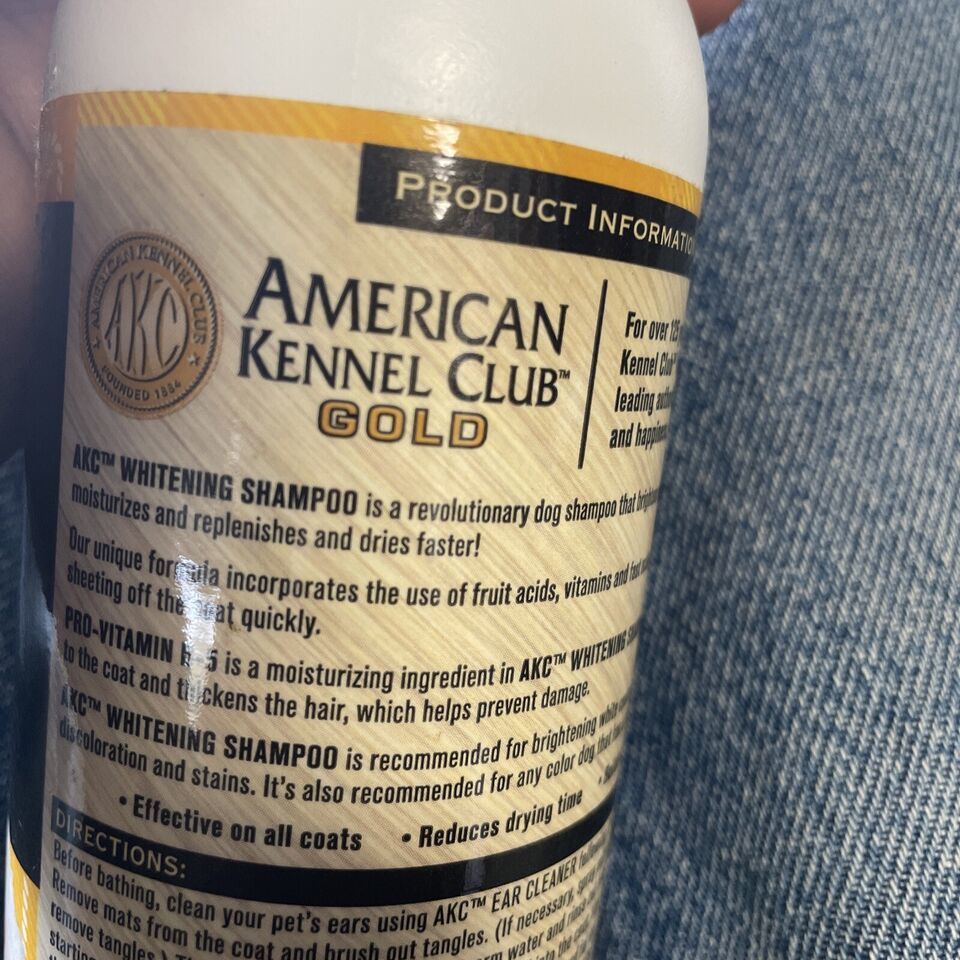 PRODUCT INFORMATIO
AMERICAN KENNEL CLUB
AKC
FOUNDED 1884
AMERICAN
KENNEL CLUB™
GOLD
For over 125
Kennel Club
leading
and
AKC™ WHITENING SHAMPOO is a revolutionary dog shampoo that
moisturizes and replenishes and dries faster!
Our unique formula incorporates the use of fruit acids, vitamins and
sheeting off the coat quickly.
PRO-VITAMIN is a moisturizing ingredient in AKC™ WHITENING
to the coat and thickens the hair, which helps prevent damage.
AKC™ WHITENING SHAMPOO is recommended for brightening white
discoloration and stains. It's also recommended for any color dog that
• Effective on all coats • Reduces drying time •
DIRECTIONS:
Before bathing, clean your pet's ears using AKC™ EAR CLEANER
Remove mats from the coat and brush out tangles. (If necessary, spray
remove tangles.) water and
starting